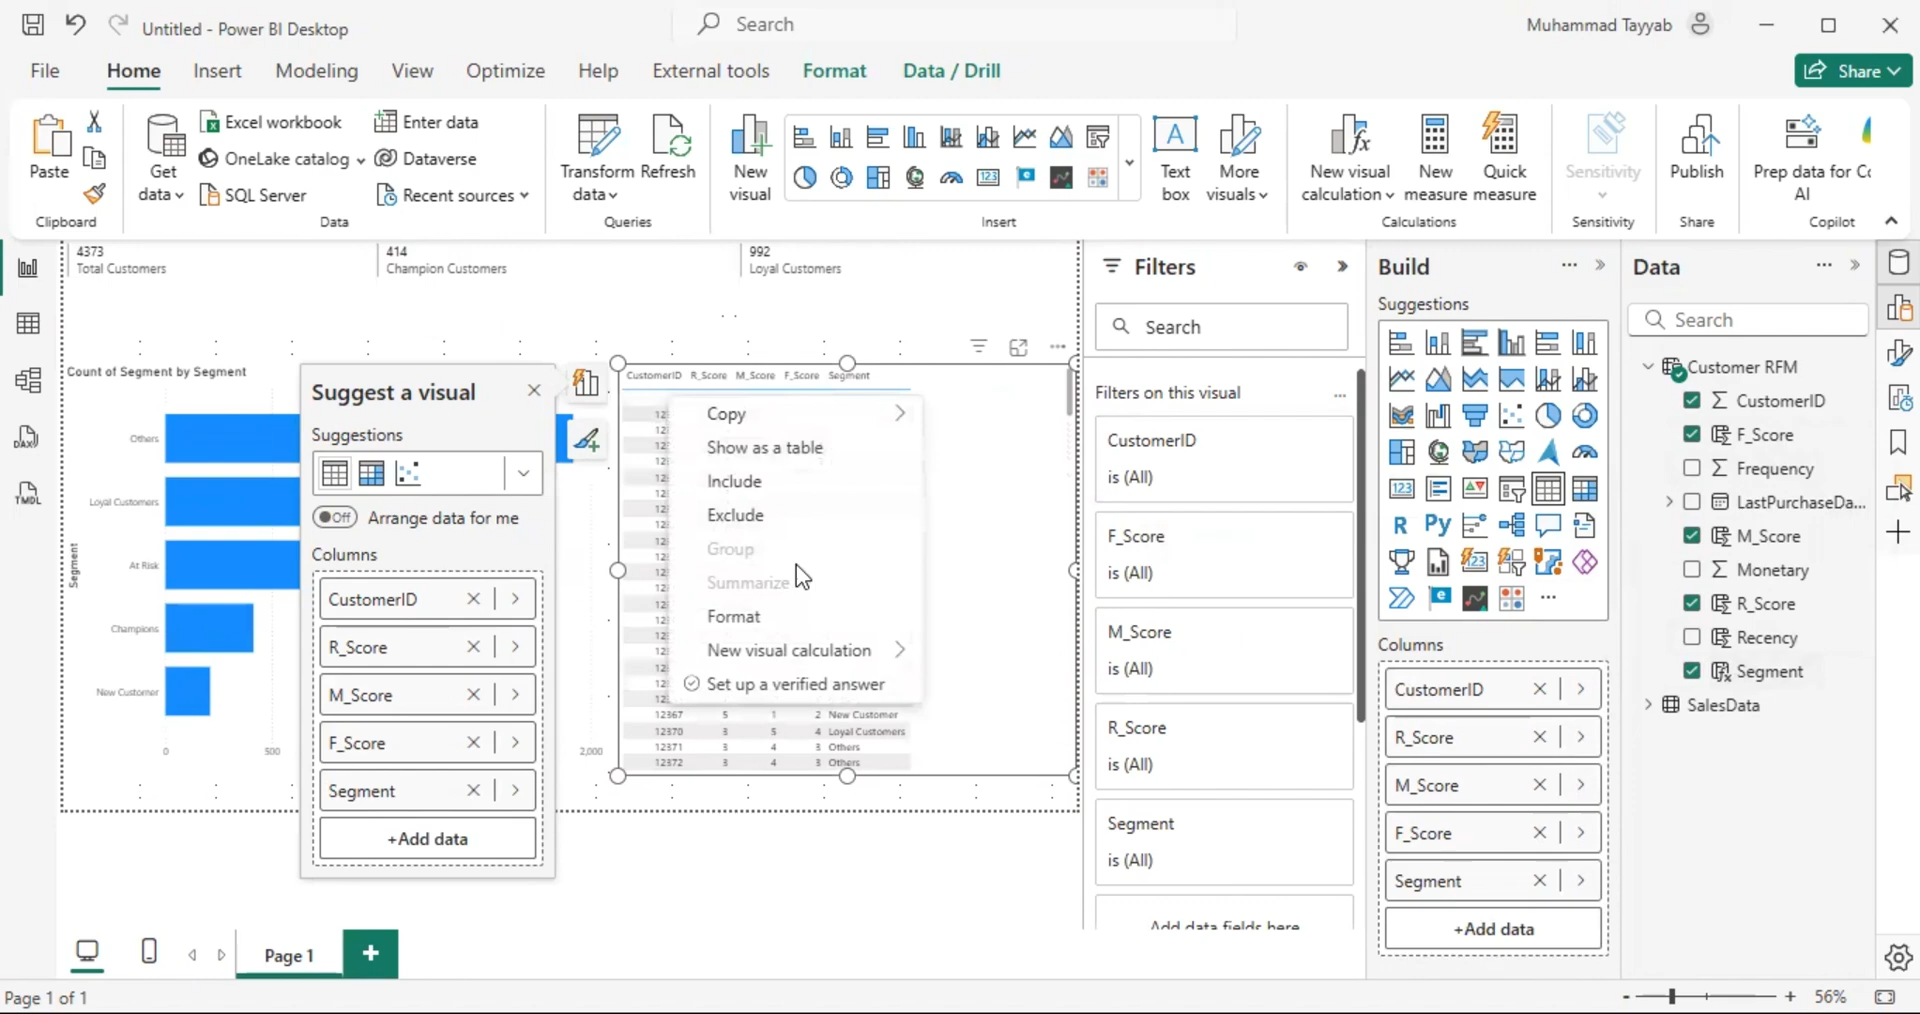 Untitled - Power BI Desktop
Search
Muhammad Tayyab
File
Home
Insert
Modeling
View
Optimize
Help
External tools
Format
Data / Drill
Share
Paste
Clipboard
Get data
Excel workbook
OneLake catalog
SQL Server
Enter data
Dataverse
Recent sources
Data
Transform data
Refresh
Queries
New visual
Insert
Text box
More visuals
New visual calculation
New measure
Quick measure
Calculations
Sensitivity
Sensitivity
Publish
Share
Prep data for AI
Copilot
4373
Total Customers
414
Champion Customers
992
Loyal Customers
Count of Segment by Segment
Segment
Others
Loyal Customers
At Risk
Champions
New Customer
0
500
2,000
Suggest a visual
Suggestions
Off
Arrange data for me
Columns
CustomerID
R_Score
M_Score
F_Score
Segment
+Add data
CustomerID R_Score M_Score F_Score Segment
Copy
Show as a table
Include
Exclude
Group
Summarize
Format
New visual calculation
Set up a verified answer
12367 5 1 2 New Customer
12370 3 5 4 Loyal Customers
12371 3 4 3 Others
12372 3 4 3 Others
Filters
Search
Filters on this visual
CustomerID
is (All)
F_Score
is (All)
M_Score
is (All)
R_Score
is (All)
Segment
is (All)
Add data fields here
Build
Suggestions
R
Py
123
Columns
CustomerID
R_Score
M_Score
F_Score
Segment
+Add data
Data
Search
Customer RFM
CustomerID
F_Score
Frequency
LastPurchaseDa...
M_Score
Monetary
R_Score
Recency
Segment
SalesData
DAX
TMDL
Page 1
Page 1 of 1
56%